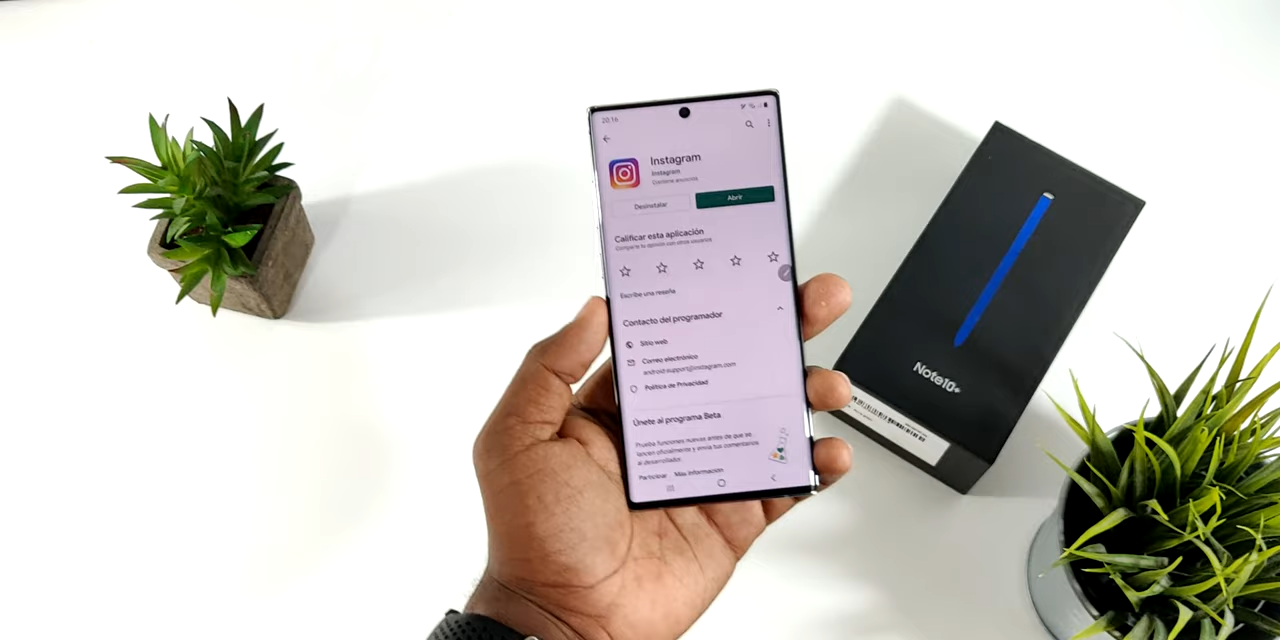 20:16
Instagram
Instagram
Contiene anuncios
Desinstalar
Abrir
Calificar esta aplicación
Comparte tu opinión con otros usuarios
Escribe una reseña
Contacto del programador
Sitio web
Correo electrónico
android-support@instagram.com
Política de Privacidad
Únete al programa Beta
Prueba funciones nuevas antes de que se
lancen oficialmente y envía tus comentarios
al desarrollador.
Participar Más información
Note10+